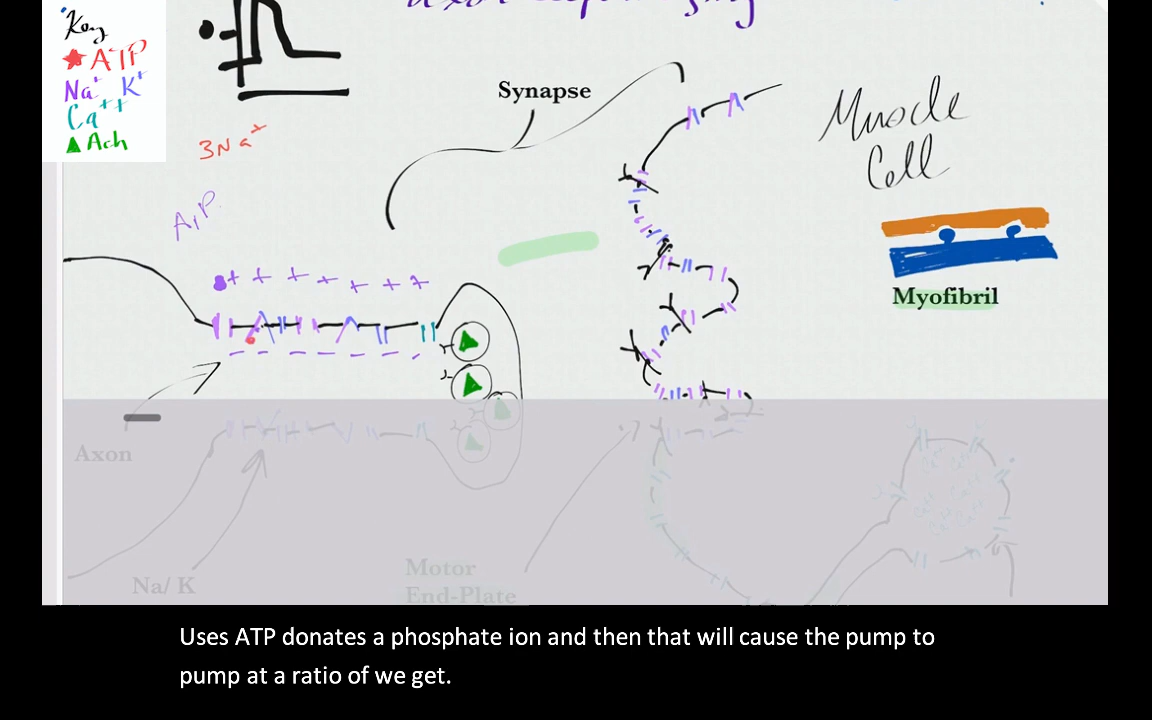 Key
ATP
Na+ K+
Ca++
Ach
Synapse
Muscle
Cell
3Na+
ATP
Myofibril
Axon
Na/ K
Motor
End-Plate
Uses ATP donates a phosphate ion and then that will cause the pump to
pump at a ratio of we get.